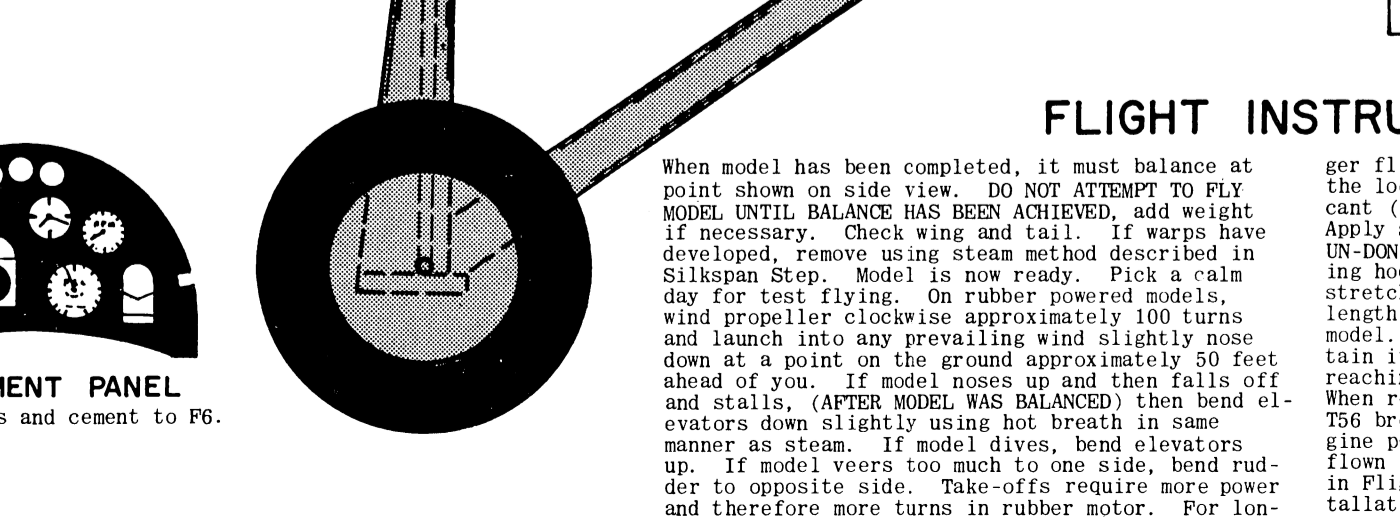 FLIGHT INSTRU
When model has been completed, it must balance at
point shown on side view. DO NOT ATTEMPT TO FLY
MODEL UNTIL BALANCE HAS BEEN ACHIEVED, add weight
if necessary. Check wing and tail. If warps have
developed, remove using steam method described in
Silkspan Step. Model is now ready. Pick a calm
day for test flying. On rubber powered models,
wind propeller clockwise approximately 100 turns
and launch into any prevailing wind slightly nose
down at a point on the ground approximately 50 feet
ahead of you. If model noses up and then falls off
and stalls, (AFTER MODEL WAS BALANCED) then bend el-
evators down slightly using hot breath in same
manner as steam. If model dives, bend elevators
up. If model veers too much to one side, bend rud-
der to opposite side. Take-offs require more power
and therefore more turns in rubber motor. For lon-
ger fl
the lo
cant (
Apply
UN-DON
ing ho
stretc
length
model.
tain i
reachi
When r
T56 br
gine p
flown
in Fli
tallat
MENT PANEL
s and cement to F6.